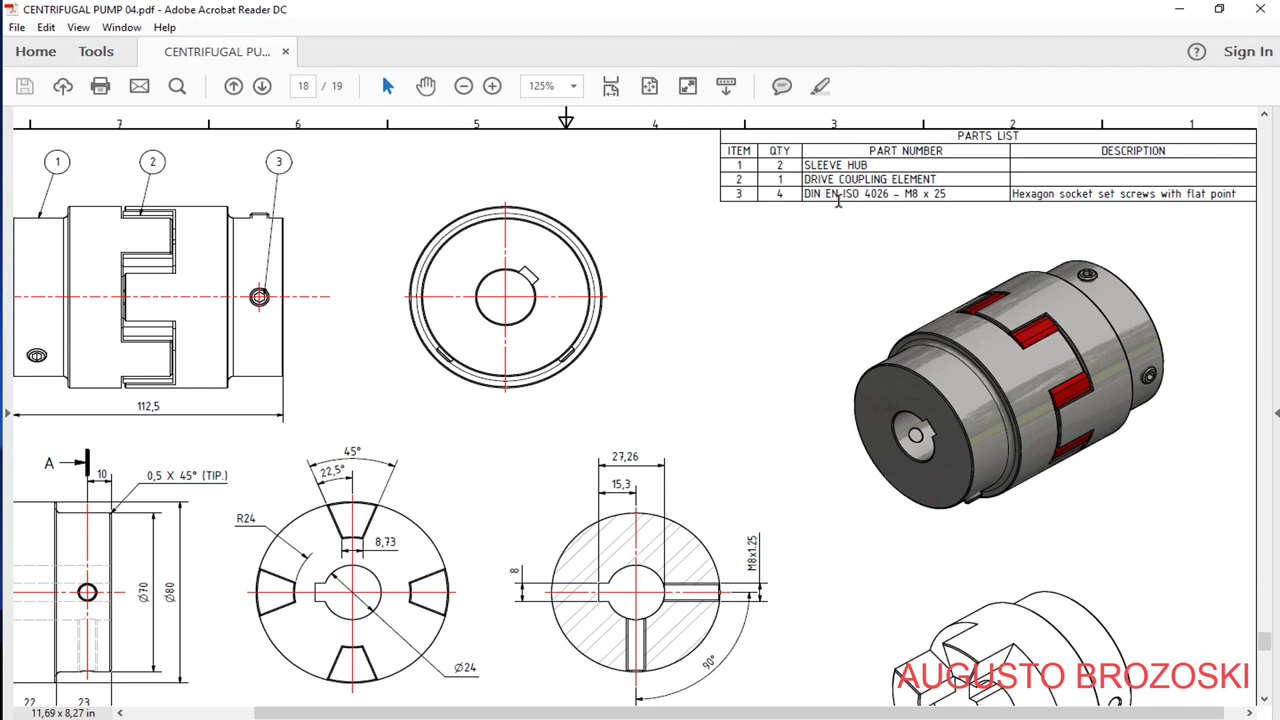 CENTRIFUGAL PUMP 04.pdf - Adobe Acrobat Reader DC
File Edit View Window Help
Home Tools CENTRIFUGAL PU... × Sign In
18 / 19 125%
7 6 5 4 3 2 1
PARTS LIST
ITEM QTY PART NUMBER DESCRIPTION
1 2 SLEEVE HUB
2 1 DRIVE COUPLING ELEMENT
3 4 DIN EN ISO 4026 - M8 x 25 Hexagon socket set screws with flat point
1 2 3
112,5
A
10
0,5 X 45° (TIP.)
Ø70
Ø80
22 23
45°
22,5°
R24
8,73
Ø24
27,26
15,3
8
M8x1.25
90°
AUGUSTO BROZOSKI
11,69 x 8,27 in